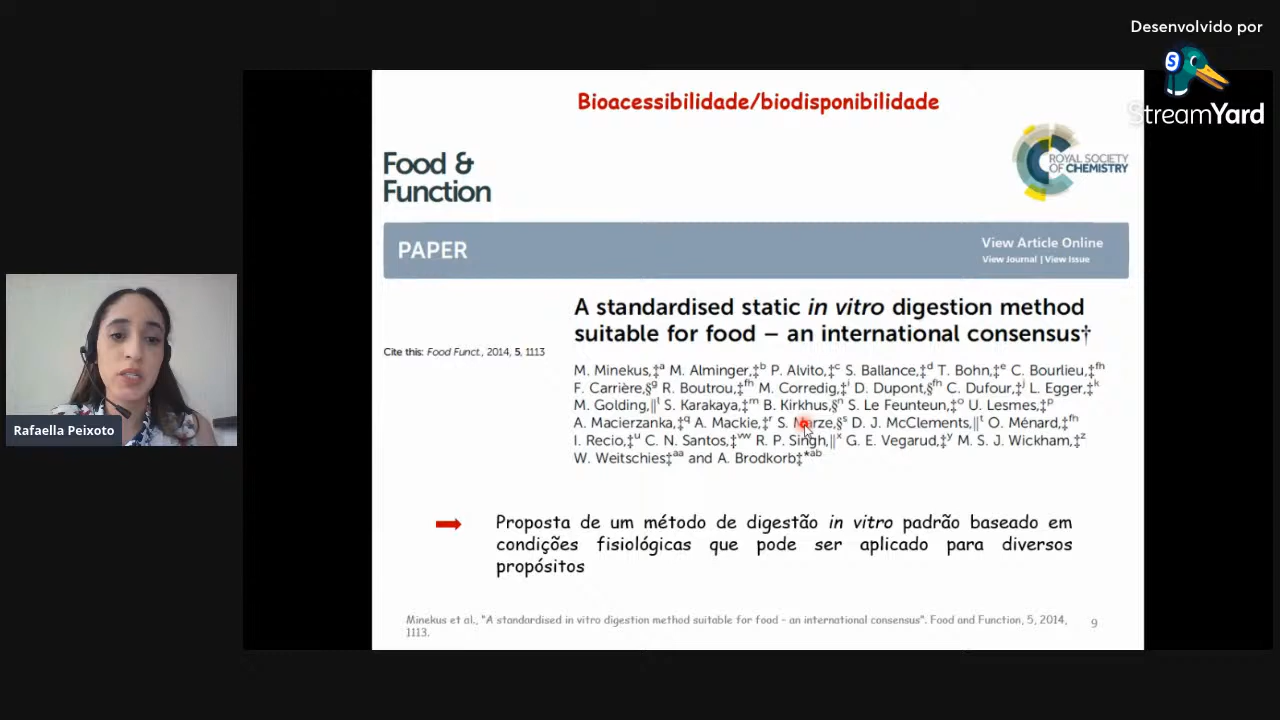 Desenvolvido por
S
StreamYard
Bioacessibilidade/biodisponibilidade
Food &
Function
ROYAL SOCIETY
OF CHEMISTRY
PAPER
View Article Online
View Journal | View Issue
A standardised static in vitro digestion method
suitable for food – an international consensus†
Cite this: Food Funct., 2014, 5, 1113
M. Minekus,‡ᵃ M. Alminger,‡ᵇ P. Alvito,‡ᶜ S. Ballance,‡ᵈ T. Bohn,‡ᵉ C. Bourlieu,‡ᶠʰ
F. Carrière,§ᵍ R. Boutrou,‡ᶠʰ M. Corredig,‡ⁱ D. Dupont,§ᶠʰ C. Dufour,‡ʲ L. Egger,‡ᵏ
M. Golding,‖ˡ S. Karakaya,‡ᵐ B. Kirkhus,§ⁿ S. Le Feunteun,‡ᵒ U. Lesmes,‡ᵖ
A. Macierzanka,‡q A. Mackie,‡ʳ S. Marze,§ˢ D. J. McClements,‖ᵗ O. Ménard,‡ᶠʰ
I. Recio,‡ᵘ C. N. Santos,‡ᵛʷ R. P. Singh,‖ˣ G. E. Vegarud,‡ʸ M. S. J. Wickham,‡ᶻ
W. Weitschies‡ᵃᵃ and A. Brodkorb‡*ᵃᵇ
Rafaella Peixoto
Proposta de um método de digestão in vitro padrão baseado em
condições fisiológicas que pode ser aplicado para diversos
propósitos
Minekus et al., "A standardised in vitro digestion method suitable for food – an international consensus". Food and Function, 5, 2014,
1113.
9